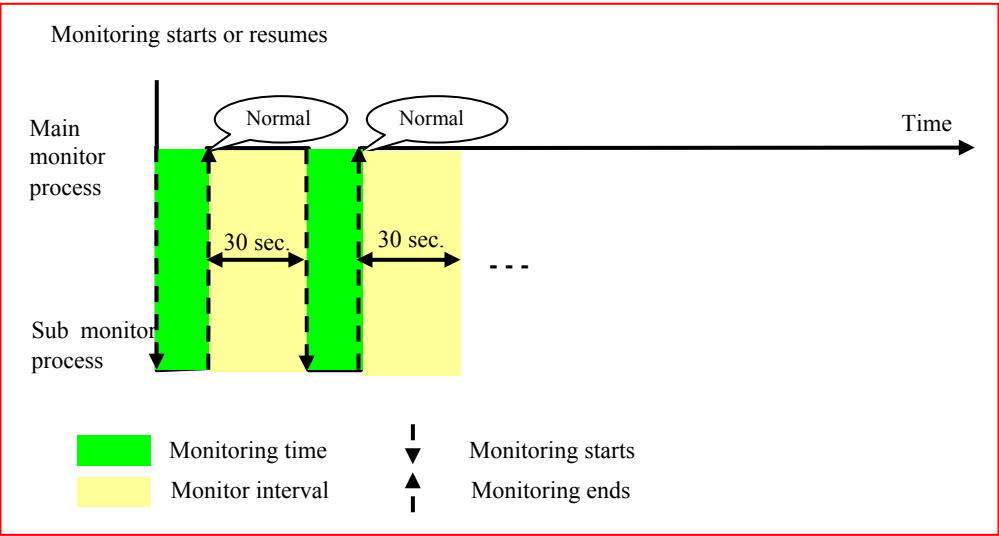 Monitoring starts or resumes
Normal
Normal
Time
Main
monitor
process
30 sec.
30 sec.
- - -
Sub monitor
process
Monitoring time
Monitoring starts
Monitor interval
Monitoring ends